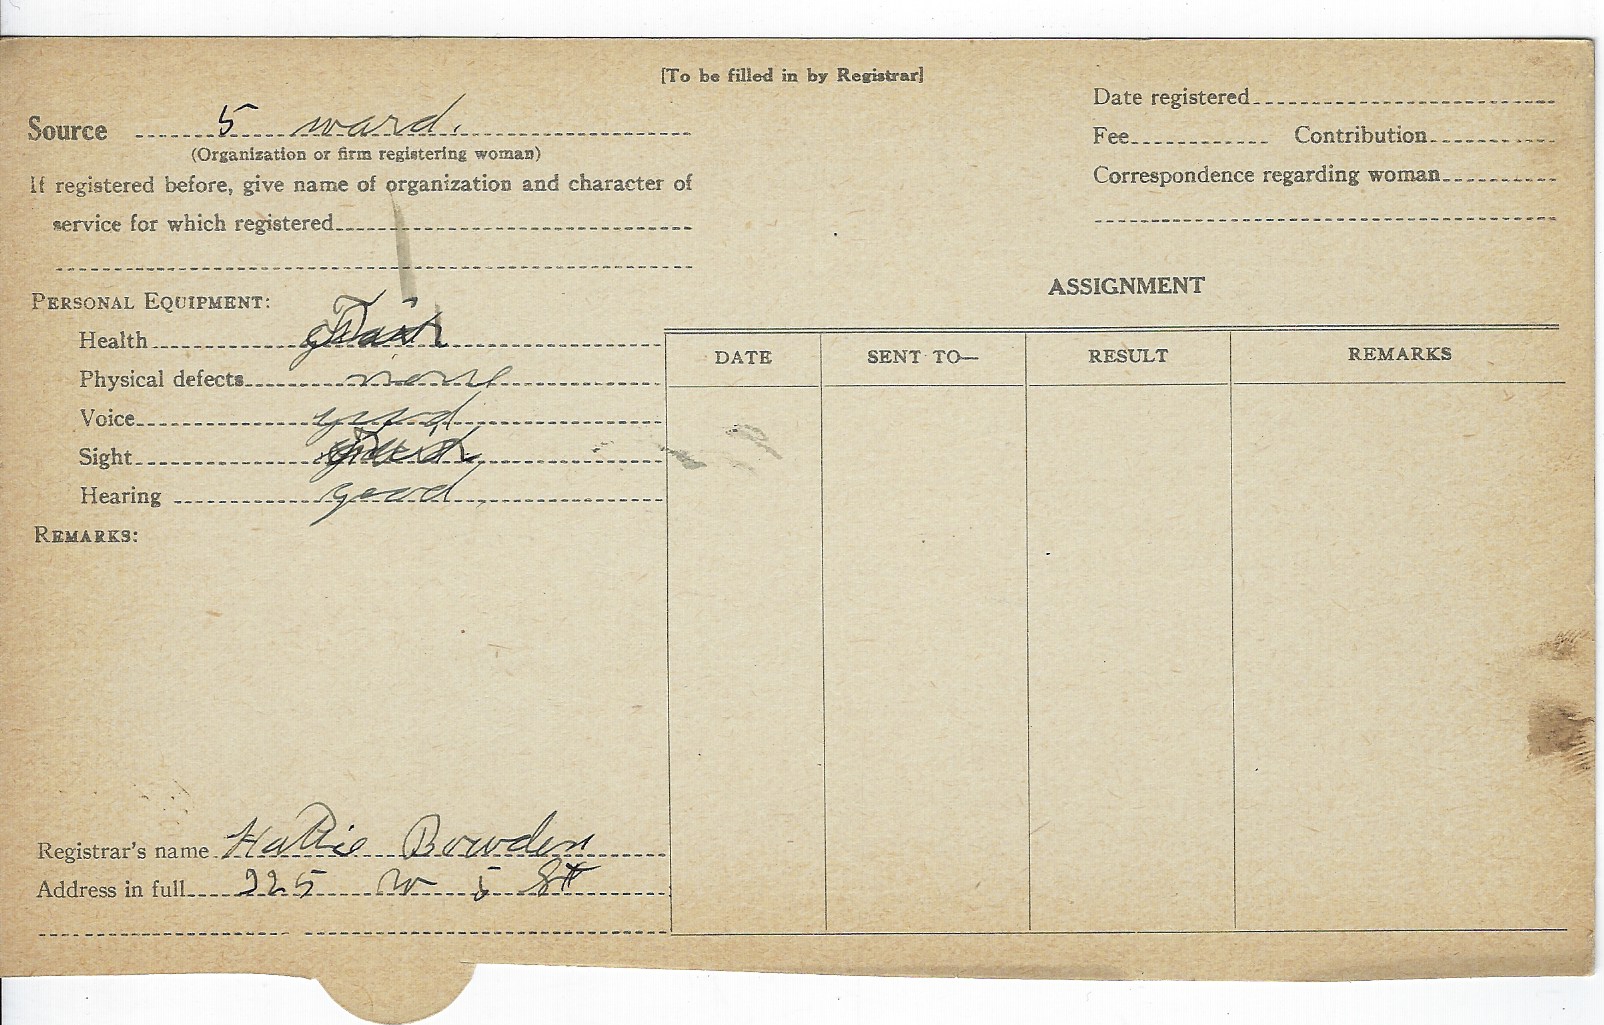 [To be filled in by Registrar]
Source 5 ward.
(Organization or firm registering woman)
If registered before, give name of organization and character of
service for which registered
Date registered
Fee Contribution
Correspondence regarding woman
PERSONAL EQUIPMENT:
Health
Physical defects none
Voice good
Sight
Hearing good
REMARKS:
Registrar's name Hattie Bowden
Address in full 225 W 5 St
ASSIGNMENT
DATE SENT TO— RESULT REMARKS